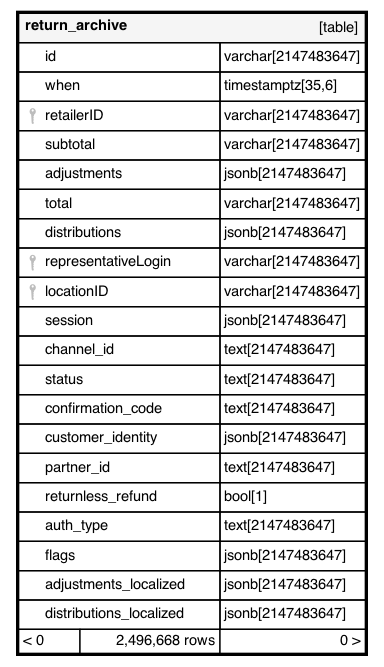 return_archive [table]
id varchar[2147483647]
when timestamptz[35,6]
retailerID varchar[2147483647]
subtotal varchar[2147483647]
adjustments jsonb[2147483647]
total varchar[2147483647]
distributions jsonb[2147483647]
representativeLogin varchar[2147483647]
locationID varchar[2147483647]
session jsonb[2147483647]
channel_id text[2147483647]
status text[2147483647]
confirmation_code text[2147483647]
customer_identity jsonb[2147483647]
partner_id text[2147483647]
returnless_refund bool[1]
auth_type text[2147483647]
flags jsonb[2147483647]
adjustments_localized jsonb[2147483647]
distributions_localized jsonb[2147483647]
< 0 2,496,668 rows 0 >